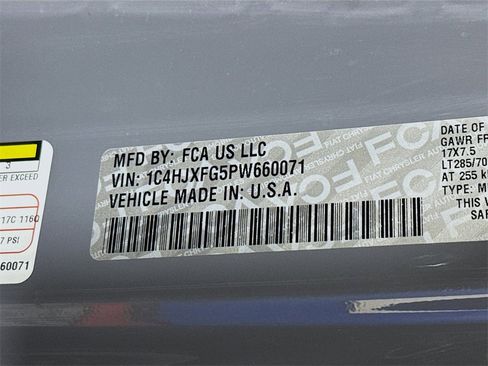 3
ER EXCEED
17C 1160
7 PSI
60071
MFD BY: FCA US LLC
VIN: 1C4HJXFG5PW660071
VEHICLE MADE IN: U.S.A.
DATE OF
GAWR FR
17X7.5
LT285/70
AT 255 k
TYPE: M
THIS V
SAF